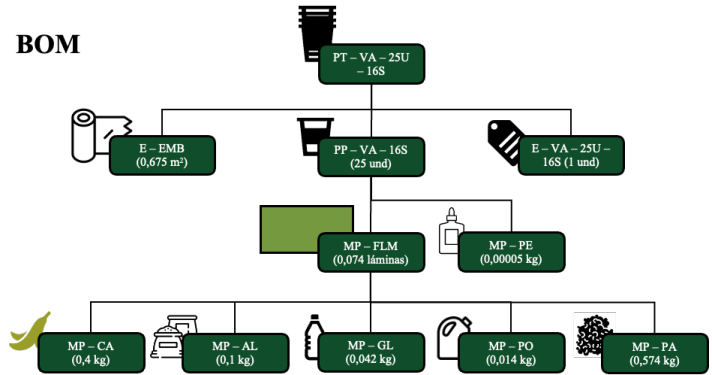 BOM
PT – VA – 25U
– 16S
E – EMB
(0,675 m²)
PP – VA – 16S
(25 und)
E – VA – 25U –
16S (1 und)
MP – FLM
(0,074 láminas)
MP – PE
(0,00005 kg)
MP – CA
(0,4 kg)
MP – AL
(0,1 kg)
MP – GL
(0,042 kg)
MP – PO
(0,014 kg)
MP – PA
(0,574 kg)